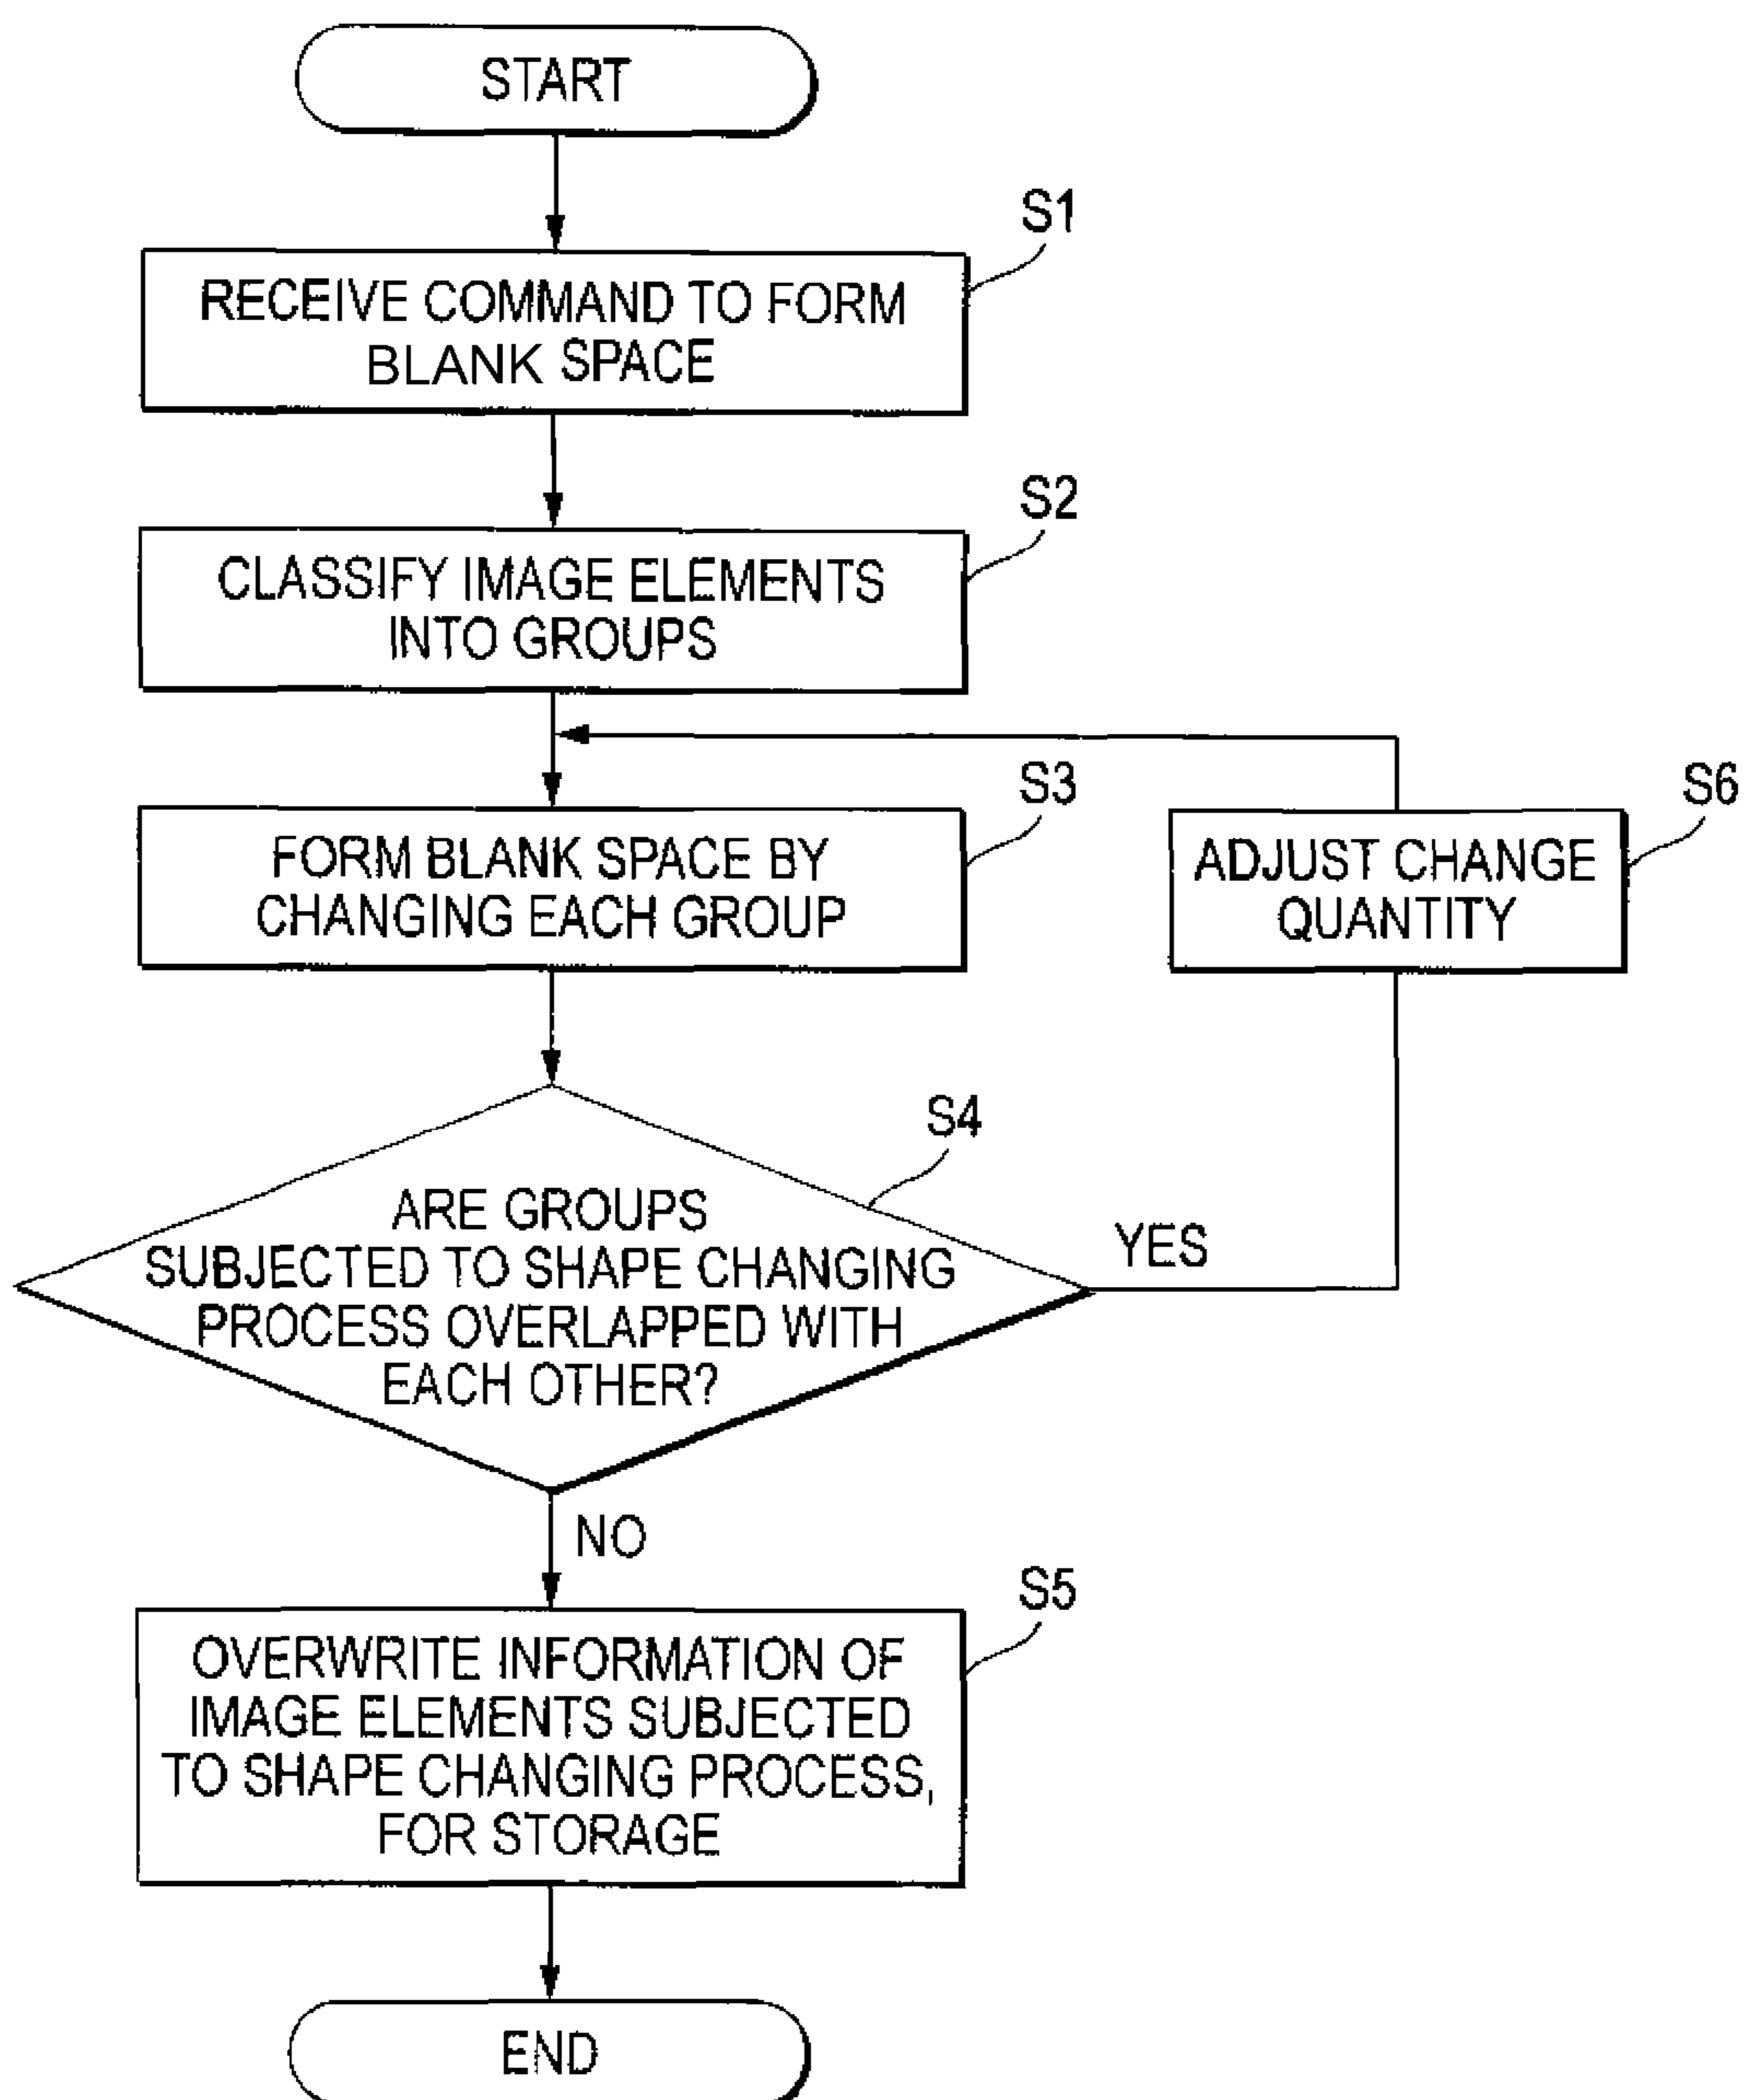 START
S1
RECEIVE COMMAND TO FORM
BLANK SPACE
S2
CLASSIFY IMAGE ELEMENTS
INTO GROUPS
S3
FORM BLANK SPACE BY
CHANGING EACH GROUP
S6
ADJUST CHANGE
QUANTITY
S4
ARE GROUPS
SUBJECTED TO SHAPE CHANGING
PROCESS OVERLAPPED WITH
EACH OTHER?
YES
NO
S5
OVERWRITE INFORMATION OF
IMAGE ELEMENTS SUBJECTED
TO SHAPE CHANGING PROCESS,
FOR STORAGE
END